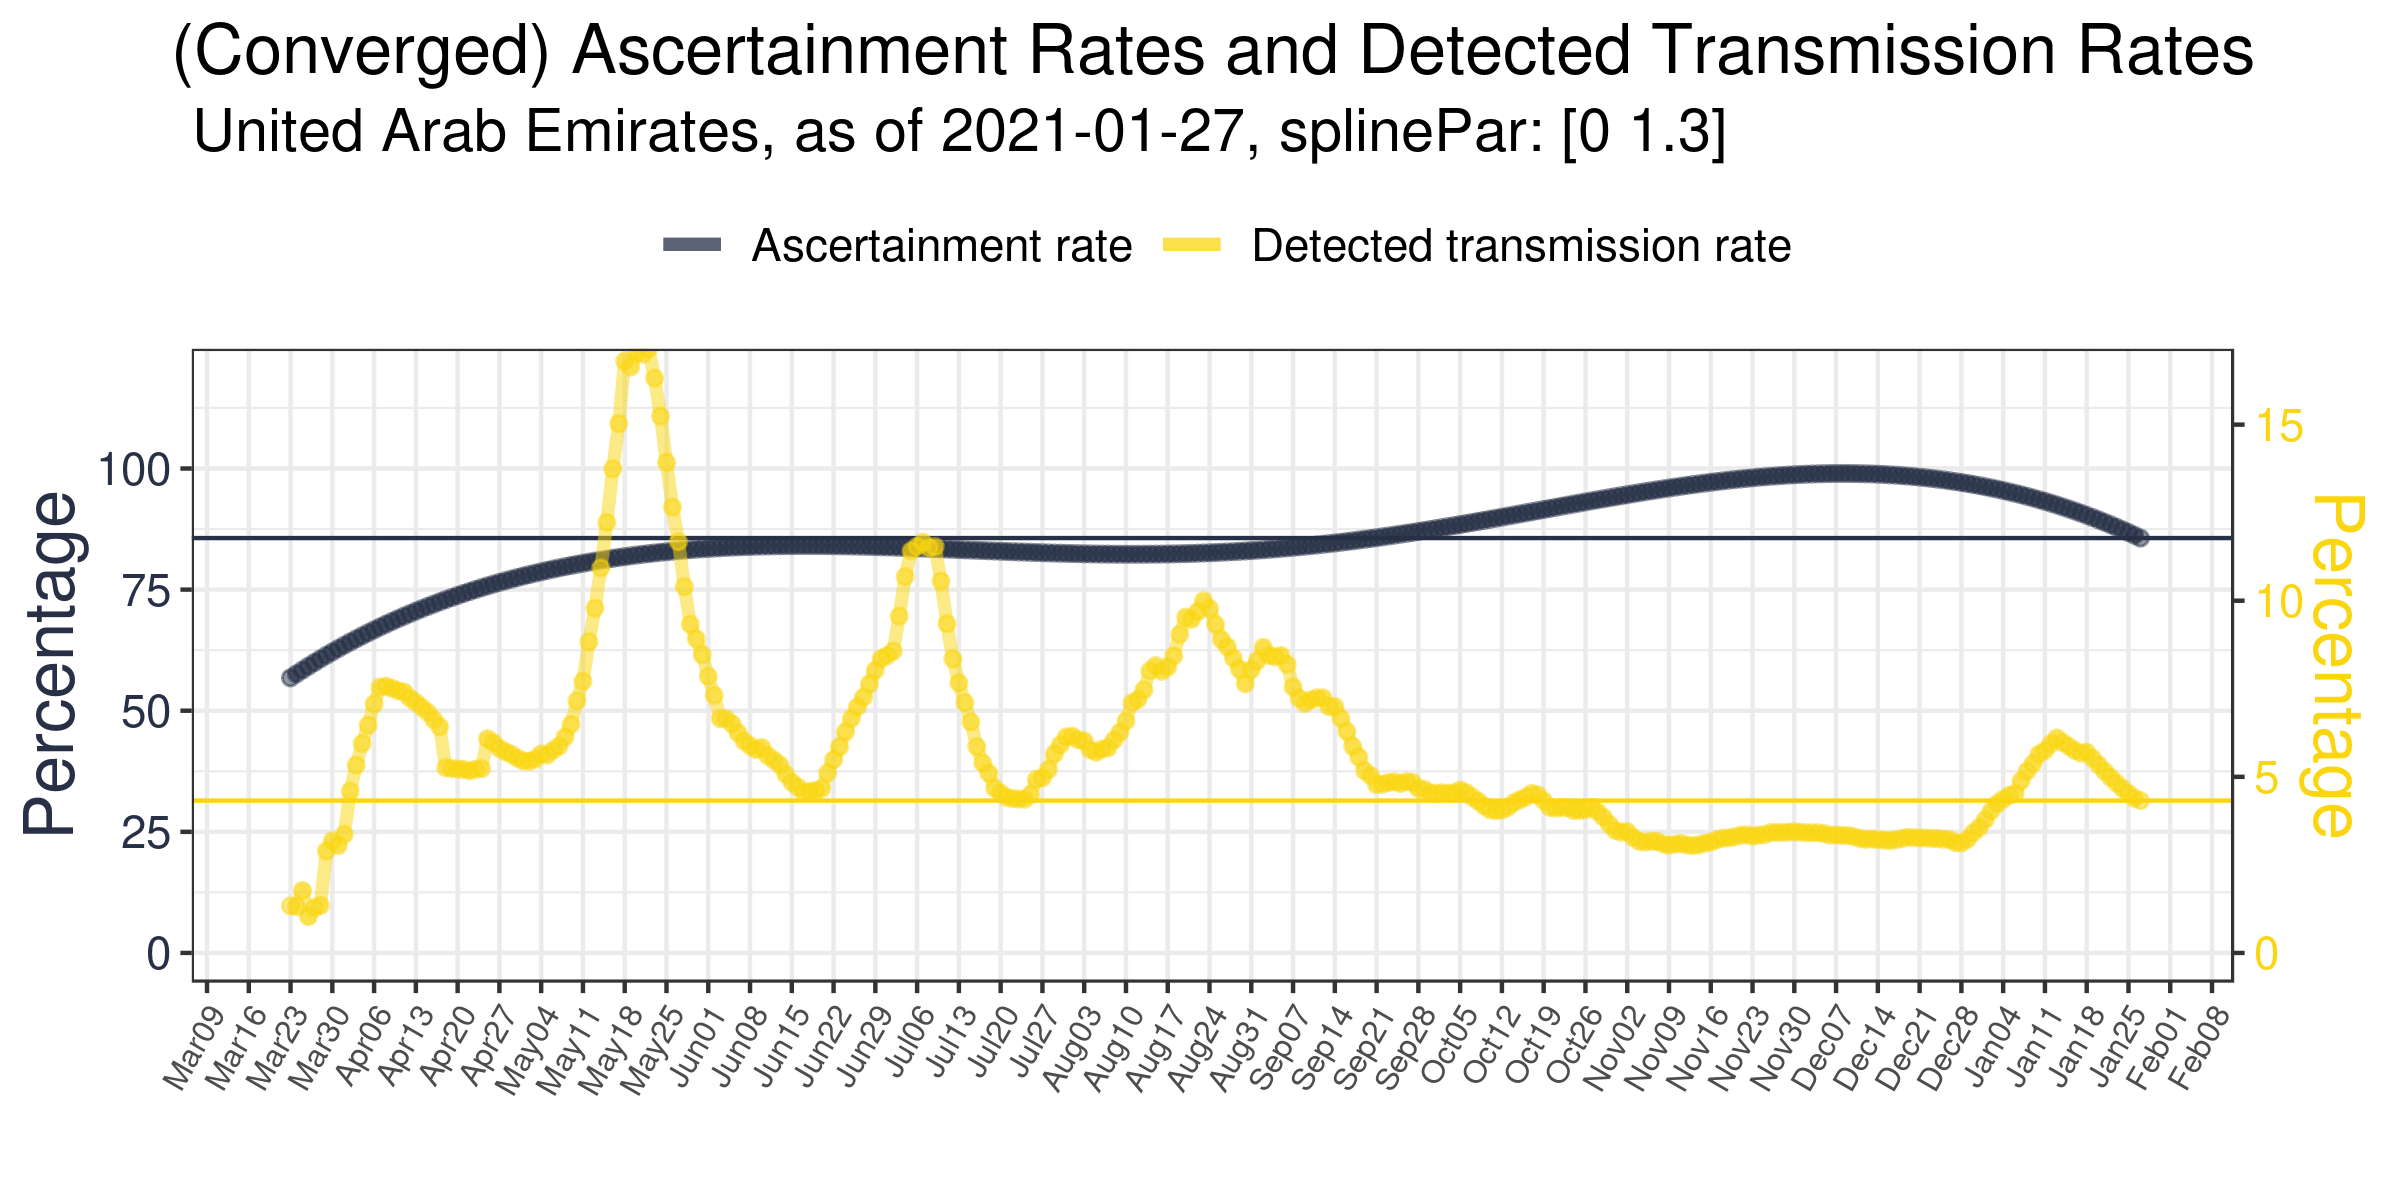 (Converged) Ascertainment Rates and Detected Transmission Rates
United Arab Emirates, as of 2021-01-27, splinePar: [0 1.3]
Ascertainment rate Detected transmission rate
Percentage
100
75
50
25
0
15
10
5
0
Percentage
Mar09 Mar16 Mar23 Mar30 Apr06 Apr13 Apr20 Apr27 May04 May11 May18 May25 Jun01 Jun08 Jun15 Jun22 Jun29 Jul06 Jul13 Jul20 Jul27 Aug03 Aug10 Aug17 Aug24 Aug31 Sep07 Sep14 Sep21 Sep28 Oct05 Oct12 Oct19 Oct26 Nov02 Nov09 Nov16 Nov23 Nov30 Dec07 Dec14 Dec21 Dec28 Jan04 Jan11 Jan18 Jan25 Feb01 Feb08